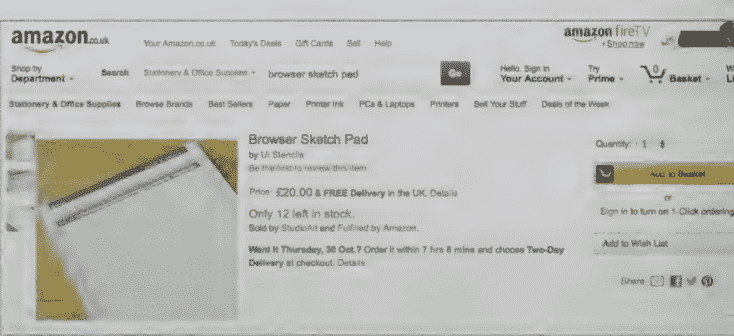 amazon.co.uk
Your Amazon.co.uk Today's Deals Gift Cards Sell Help
amazon fireTV
Shop now
Shop by
Department
Search Stationery & Office Supplies browser sketch pad Go
Hello, Sign in
Your Account
Try
Prime
0
Basket
Stationery & Office Supplies Browse Brands Best Sellers Paper Printer Ink PCs & Laptops Printers Sell Your Stuff Deals of the Week
Browser Sketch Pad
by UI Stencils
Be the first to review this item
Price: £20.00 & FREE Delivery in the UK. Details
Only 12 left in stock.
Sold by StudioAit and Fulfilled by Amazon.
Want it Thursday, 30 Oct.? Order it within 7 hrs 8 mins and choose Two-Day
Delivery at checkout. Details
Quantity: 1
Add to Basket
or
Sign in to turn on 1-Click ordering
Add to Wish List
Share